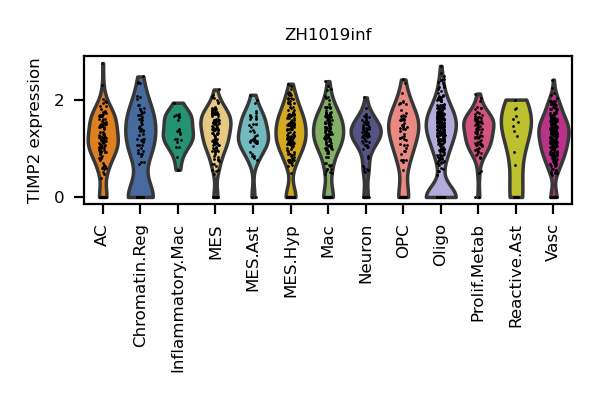 ZH1019inf
TIMP2 expression
2
0
AC
Chromatin.Reg
Inflammatory.Mac
MES
MES.Ast
MES.Hyp
Mac
Neuron
OPC
Oligo
Prolif.Metab
Reactive.Ast
Vasc